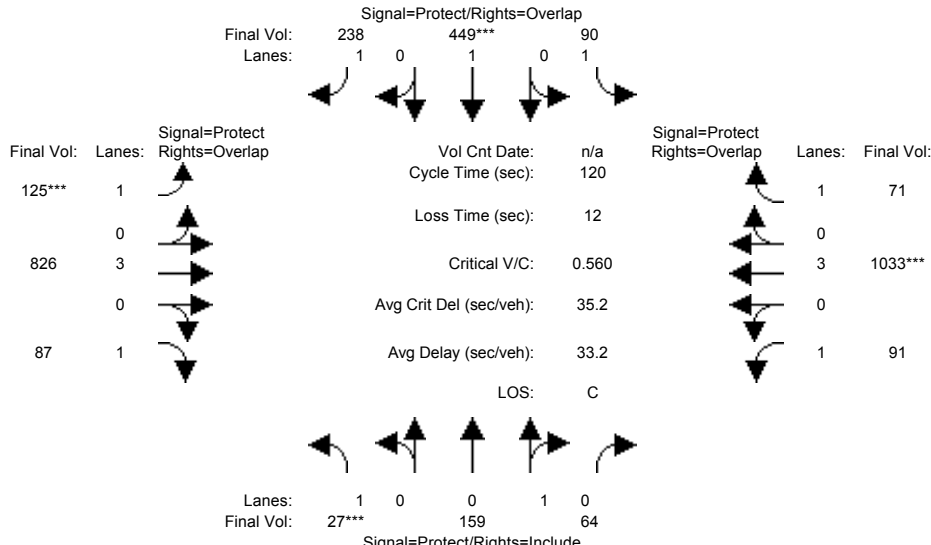 Signal=Protect/Rights=Overlap
Final Vol: 238 449*** 90
Lanes: 1 0 1 0 1
Signal=Protect Signal=Protect
Final Vol: Lanes: Rights=Overlap Vol Cnt Date: n/a Rights=Overlap Lanes: Final Vol:
Cycle Time (sec): 120
125*** 1 1 71
Loss Time (sec): 12
0 0
826 3 Critical V/C: 0.560 3 1033***
0 Avg Crit Del (sec/veh): 35.2 0
87 1 Avg Delay (sec/veh): 33.2 1 91
LOS: C
Lanes: 1 0 0 1 0
Final Vol: 27*** 159 64
Signal=Protect/Rights=Include